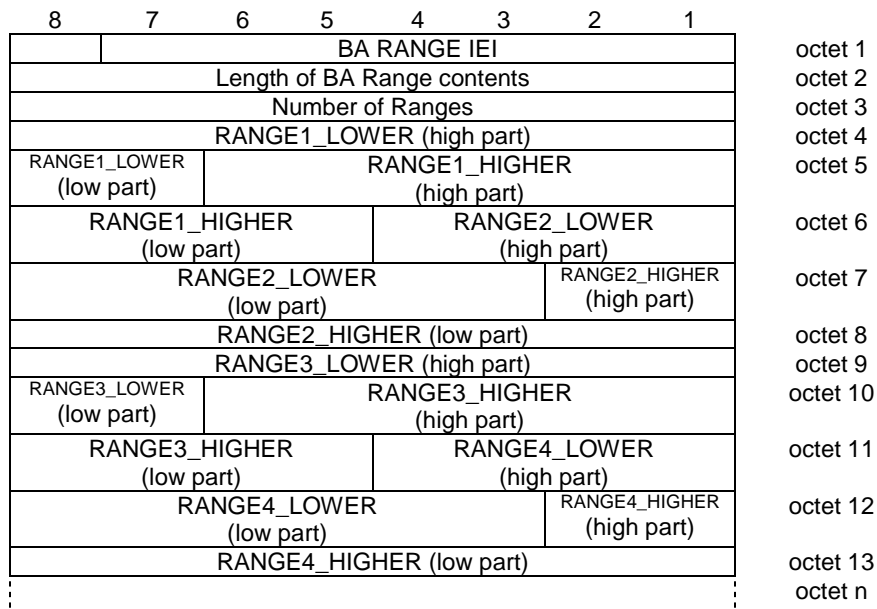 8 7 6 5 4 3 2 1
BA RANGE IEI octet 1
Length of BA Range contents octet 2
Number of Ranges octet 3
RANGE1_LOWER (high part) octet 4
RANGE1_LOWER RANGE1_HIGHER octet 5
(low part) (high part)
RANGE1_HIGHER RANGE2_LOWER octet 6
(low part) (high part)
RANGE2_LOWER RANGE2_HIGHER octet 7
(low part) (high part)
RANGE2_HIGHER (low part) octet 8
RANGE3_LOWER (high part) octet 9
RANGE3_LOWER RANGE3_HIGHER octet 10
(low part) (high part)
RANGE3_HIGHER RANGE4_LOWER octet 11
(low part) (high part)
RANGE4_LOWER RANGE4_HIGHER octet 12
(low part) (high part)
RANGE4_HIGHER (low part) octet 13
octet n